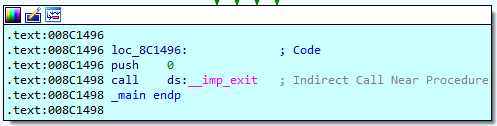 .text:008C1496
.text:008C1496 loc_8C1496: ; Code
.text:008C1496 push 0
.text:008C1498 call ds:__imp_exit ; Indirect Call Near Procedure
.text:008C1498 _main endp
.text:008C1498